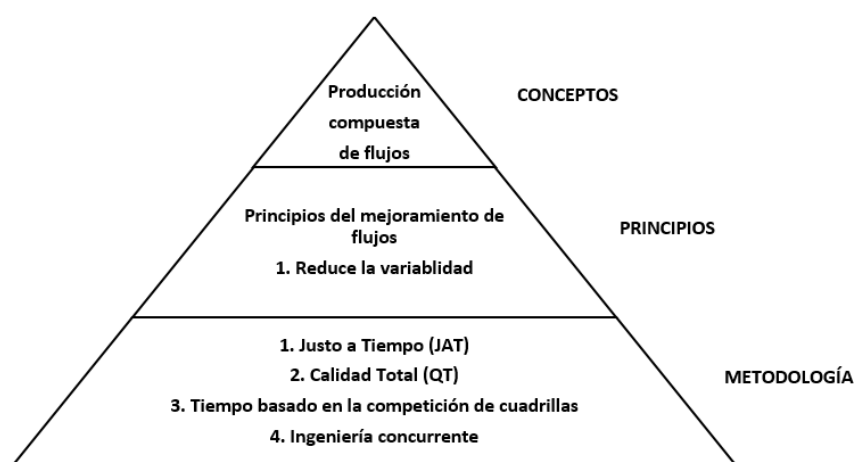 Producción
compuesta
de flujos
CONCEPTOS
Principios del mejoramiento de
flujos
1. Reduce la variablidad
PRINCIPIOS
1. Justo a Tiempo (JAT)
2. Calidad Total (QT)
3. Tiempo basado en la competición de cuadrillas
4. Ingeniería concurrente
METODOLOGÍA